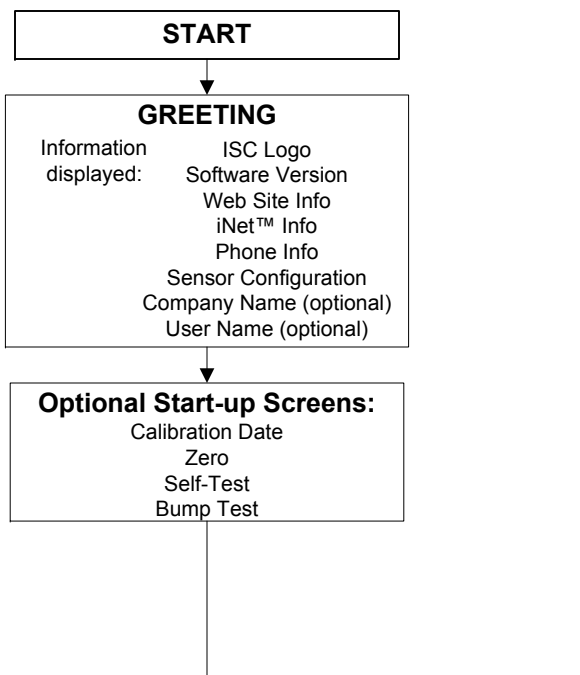 START
GREETING
Information
displayed:
ISC Logo
Software Version
Web Site Info
iNet™ Info
Phone Info
Sensor Configuration
Company Name (optional)
User Name (optional)
Optional Start-up Screens:
Calibration Date
Zero
Self-Test
Bump Test